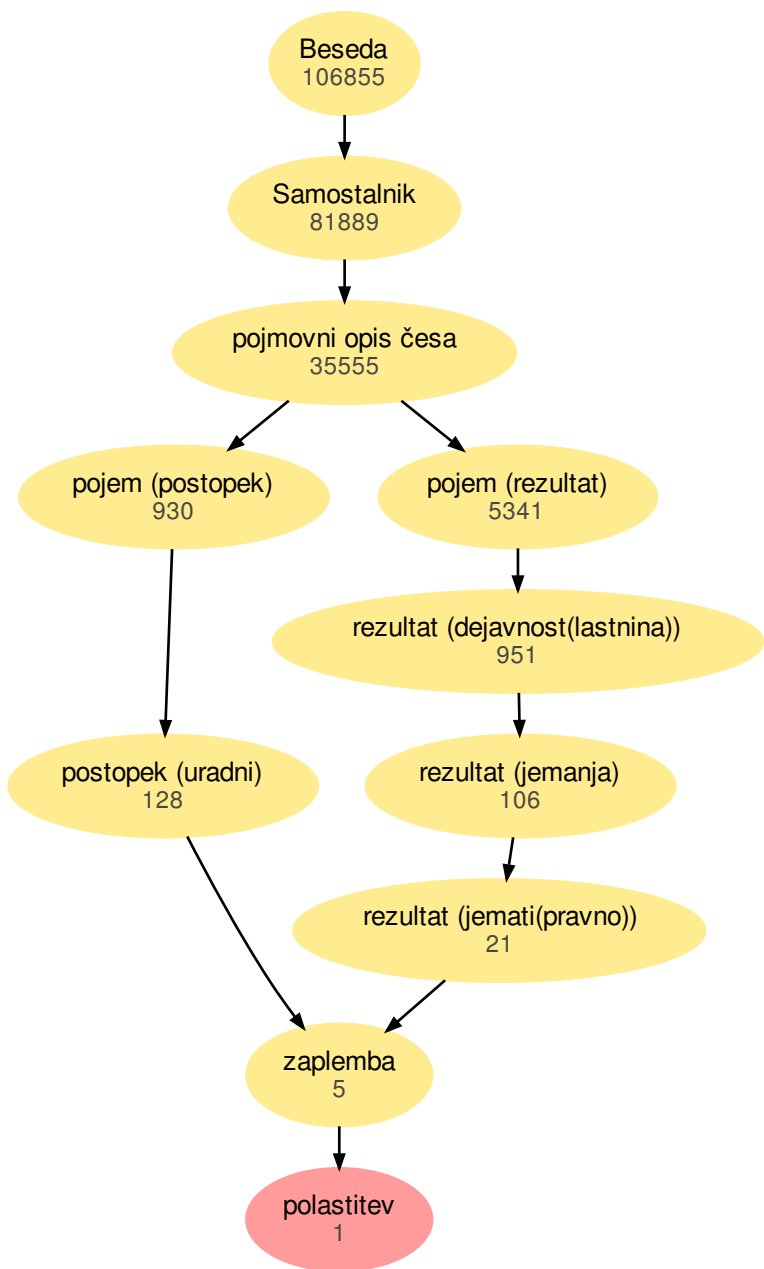 Beseda
106855
Samostalnik
81889
pojmovni opis česa
35555
pojem (postopek)
930
pojem (rezultat)
5341
rezultat (dejavnost(lastnina))
951
postopek (uradni)
128
rezultat (jemanja)
106
rezultat (jemati(pravno))
21
zaplemba
5
polastitev
1